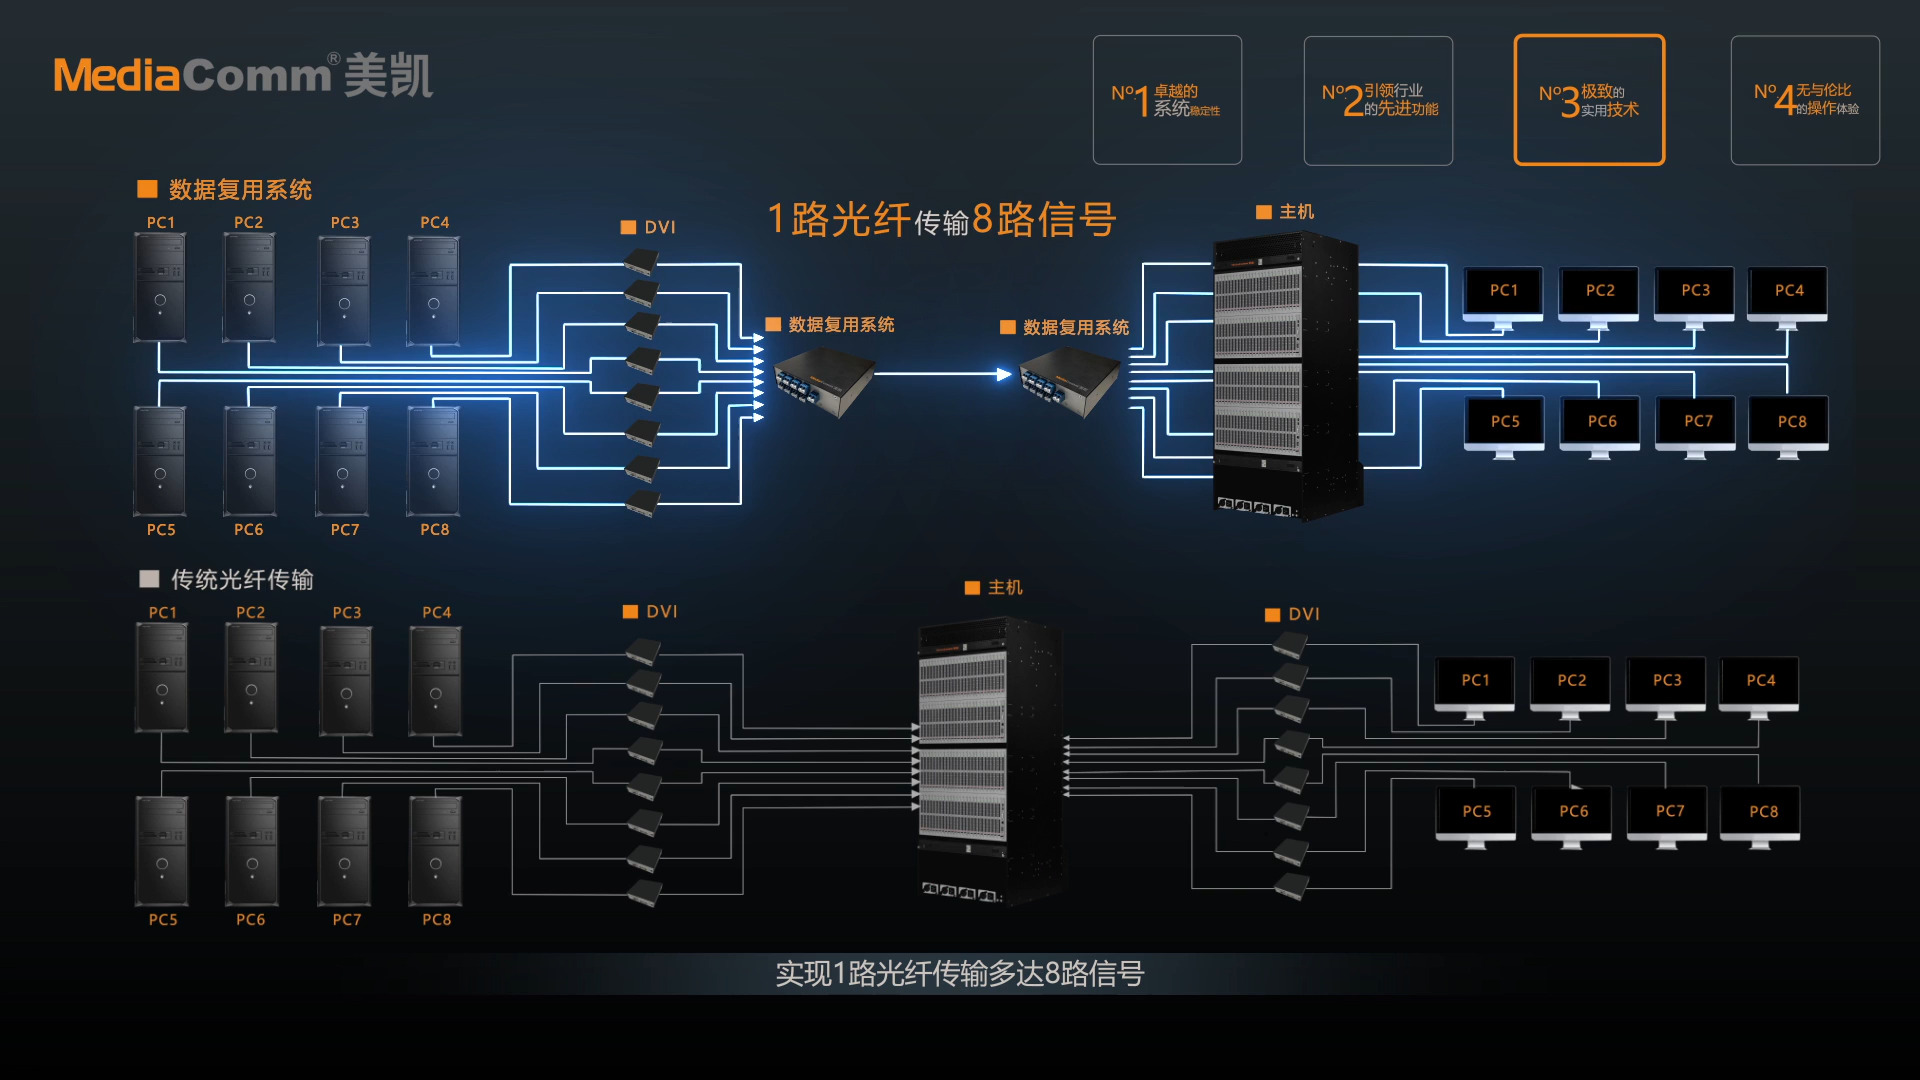 MediaComm®美凯
Nº.1 卓越的
系统稳定性
Nº.2 引领行业
的先进功能
Nº.3 极致的
实用技术
Nº.4 无与伦比
的操作体验
数据复用系统
PC1 PC2 PC3 PC4
DVI
1路光纤传输8路信号
主机
数据复用系统
数据复用系统
PC1 PC2 PC3 PC4
PC5 PC6 PC7 PC8
PC5 PC6 PC7 PC8
传统光纤传输
PC1 PC2 PC3 PC4
DVI
主机
DVI
PC1 PC2 PC3 PC4
PC5 PC6 PC7 PC8
PC5 PC6 PC7 PC8
实现1路光纤传输多达8路信号